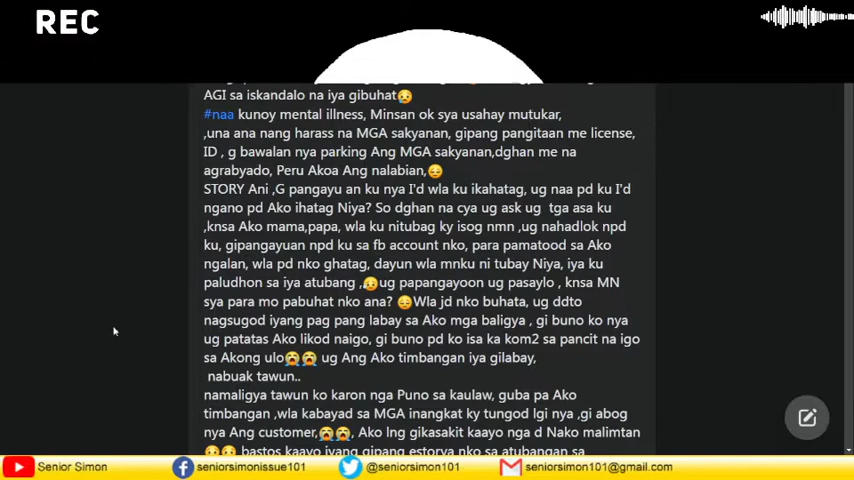 REC
AGI sa iskandalo na iya gibuhat😥
#naa kunoy mental illness, Minsan ok sya usahay mutukar,
,una ana nang harass na MGA sakyanan, gipang pangitaan me license,
ID , g bawalan nya parking Ang MGA sakyanan,dghan me na
agrabyado, Peru Akoa Ang nalabian,😔
STORY Ani ,G pangayu an ku nya I'd wla ku ikahatag, ug naa pd ku I'd
ngano pd Ako ihatag Niya? So dghan na cya ug ask ug tga asa ku
,knsa Ako mama,papa, wla ku nitubag ky isog nmn ,ug nahadlok npd
ku, gipangayuan npd ku sa fb account nko, para pamatood sa Ako
ngalan, wla pd nko ghatag, dayun wla mnku ni tubay Niya, iya ku
paludhon sa iya atubang ,😥ug papangayoon ug pasaylo , knsa MN
sya para mo pabuhat nko ana? 😔Wla jd nko buhata, ug ddto
nagsugod iyang pag pang labay sa Ako mga baligya , gi buno ko nya
ug patatas Ako likod naigo, gi buno pd ko isa ka kom2 sa pancit na igo
sa Akong ulo😭😭 ug Ang Ako timbangan iya gilabay,
nabuak tawun..
namaligya tawun ko karon nga Puno sa kaulaw, guba pa Ako
timbangan ,wla kabayad sa MGA inangkat ky tungod lgi nya ,gi abog
nya Ang customer,😭😭, Ako lng gikasakit kaayo nga d Nako malimtan
bastos kaayo iyang gipang estorya nko sa atubangan sa
Senior Simon
seniorsimonissue101
@seniorsimon101
seniorsimon101@gmail.com